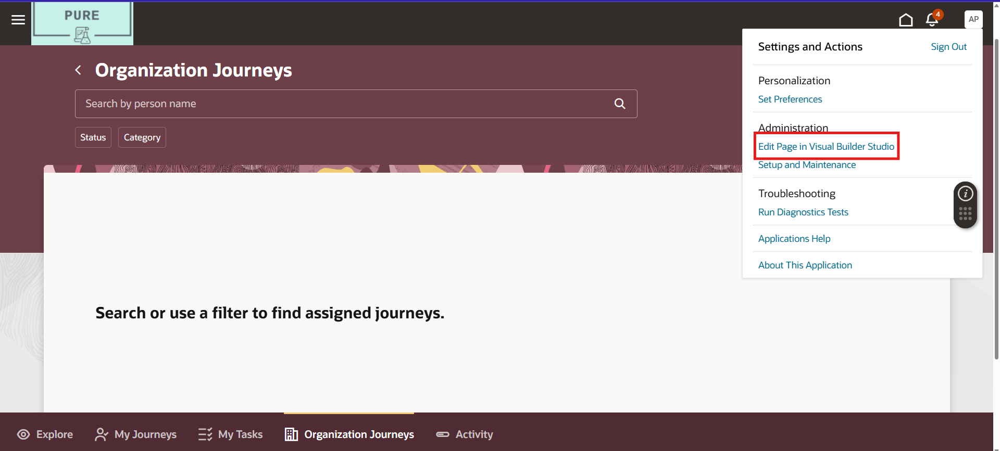 PURE
4
AP
Settings and Actions
Sign Out
Organization Journeys
Personalization
Search by person name
Set Preferences
Administration
Status
Category
Edit Page in Visual Builder Studio
Setup and Maintenance
Troubleshooting
Run Diagnostics Tests
Applications Help
About This Application
Search or use a filter to find assigned journeys.
Explore
My Journeys
My Tasks
Organization Journeys
Activity